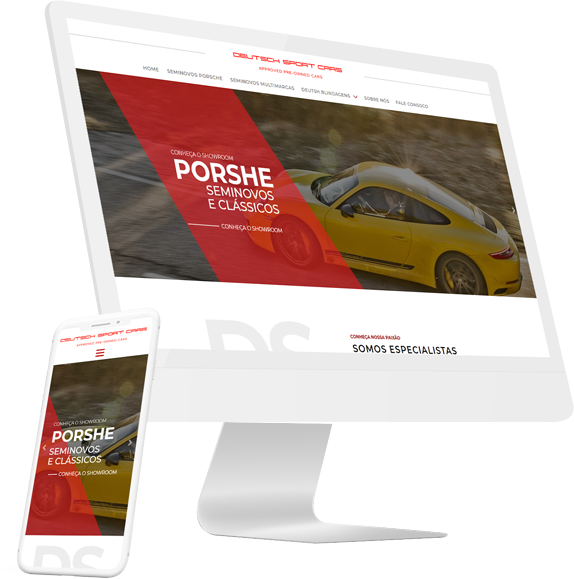 DEUTSCH SPORT CARS
APPROVED PRE-OWNED CARS
HOME SEMINOVOS PORSCHE SEMINOVOS MULTIMARCAS DEUTSH BLINDAGENS SOBRE NÓS FALE CONOSCO
CONHEÇA O SHOWROOM
PORSHE
SEMINOVOS
E CLÁSSICOS
CONHEÇA O SHOWROOM
DS
CONHEÇA NOSSA PAIXÃO
SOMOS ESPECIALISTAS
DEUTSCH SPORT CARS
APPROVED PRE-OWNED CARS
CONHEÇA O SHOWROOM
PORSHE
SEMINOVOS
E CLÁSSICOS
CONHEÇA O SHOWROOM
DS